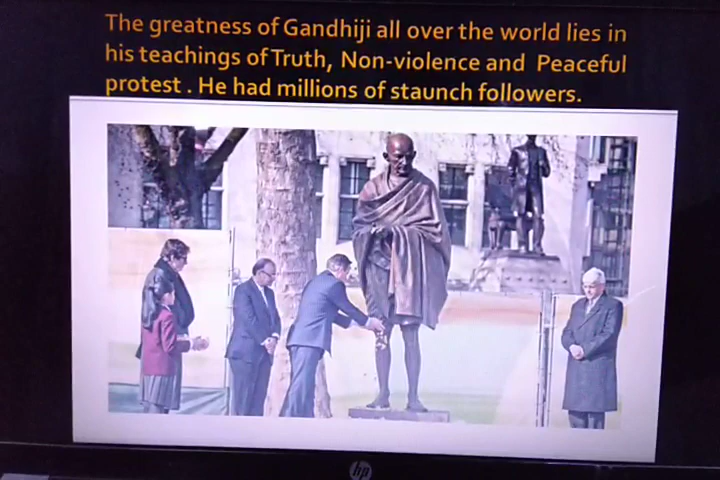 The greatness of Gandhiji all over the world lies in
his teachings of Truth, Non-violence and Peaceful
protest . He had millions of staunch followers.
hp